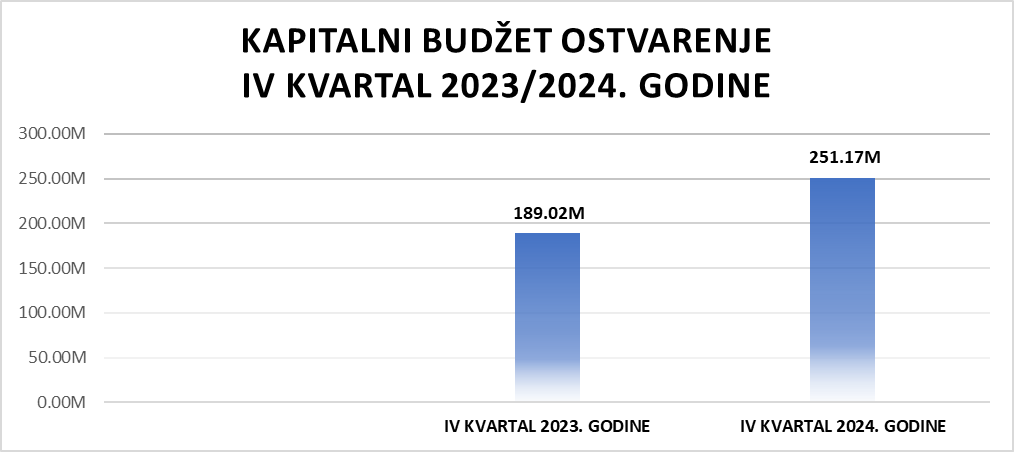 KAPITALNI BUDŽET OSTVARENJE
IV KVARTAL 2023/2024. GODINE
300.00M
250.00M
200.00M
150.00M
100.00M
50.00M
0.00M
189.02M
251.17M
IV KVARTAL 2023. GODINE
IV KVARTAL 2024. GODINE